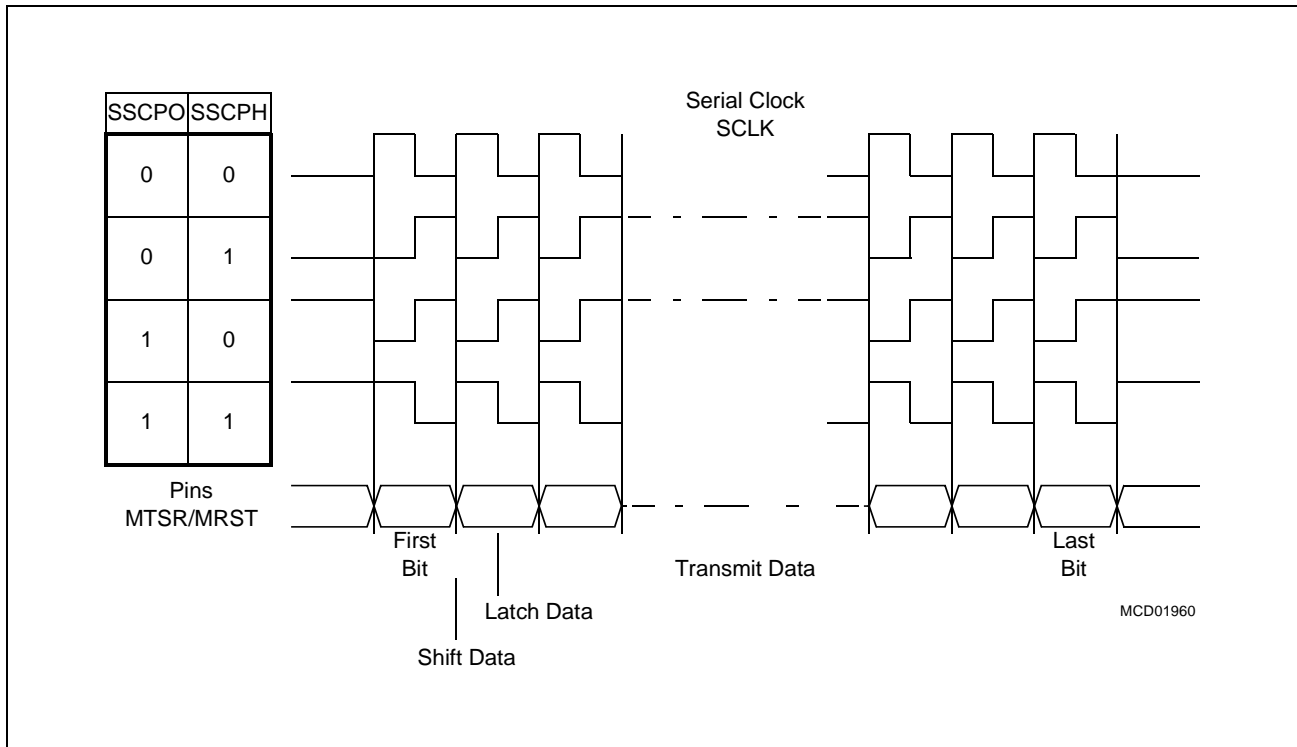 SSCPO SSCPH
Serial Clock
SCLK
0 0
0 1
1 0
1 1
Pins
MTSR/MRST
First
Bit
Transmit Data
Last
Bit
Latch Data
Shift Data
MCD01960